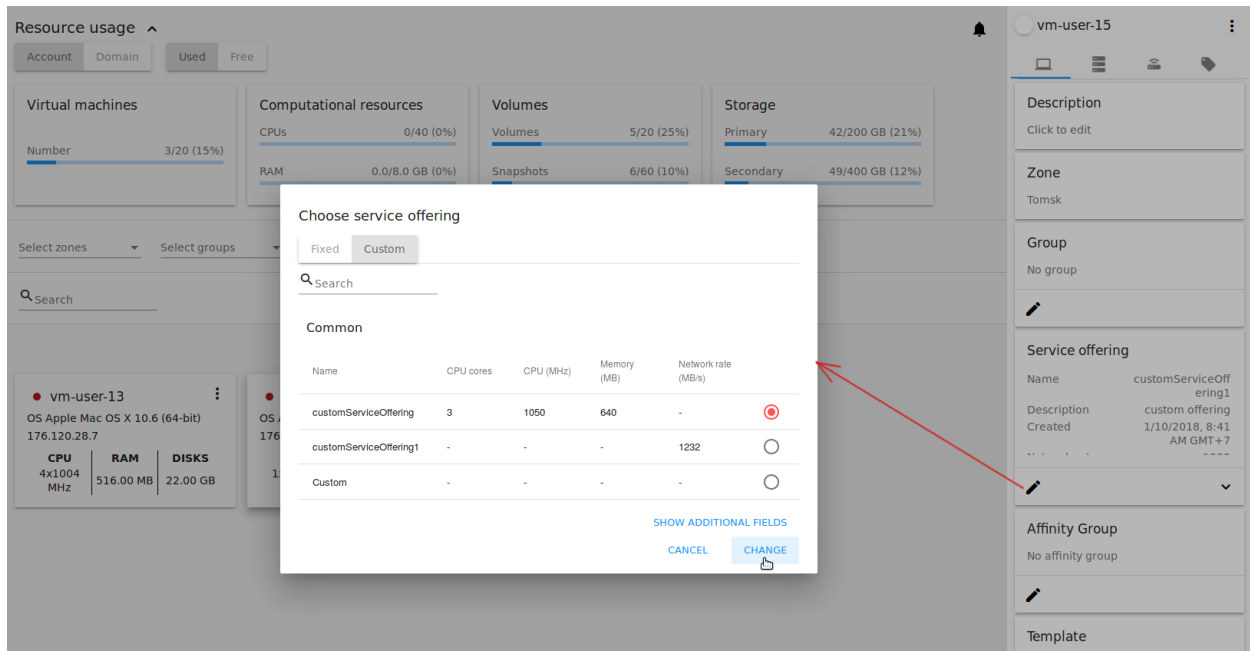 Resource usage
Account Domain Used Free
Virtual machines
Number 3/20 (15%)
Computational resources
CPUs 0/40 (0%)
RAM 0.0/8.0 GB (0%)
Volumes
Volumes 5/20 (25%)
Snapshots 6/60 (10%)
Storage
Primary 42/200 GB (21%)
Secondary 49/400 GB (12%)
Select zones Select groups
Search
vm-user-13
OS Apple Mac OS X 10.6 (64-bit)
176.120.28.7
CPU RAM DISKS
4x1004 MHz 516.00 MB 22.00 GB
OS
176
Choose service offering
Fixed Custom
Search
Common
Name CPU cores CPU (MHz) Memory (MB) Network rate (MB/s)
customServiceOffering 3 1050 640 -
customServiceOffering1 - - - 1232
Custom - - - -
SHOW ADDITIONAL FIELDS
CANCEL CHANGE
vm-user-15
Description
Click to edit
Zone
Tomsk
Group
No group
Service offering
Name customServiceOff
ering1
Description custom offering
Created 1/10/2018, 8:41
AM GMT+7
Affinity Group
No affinity group
Template